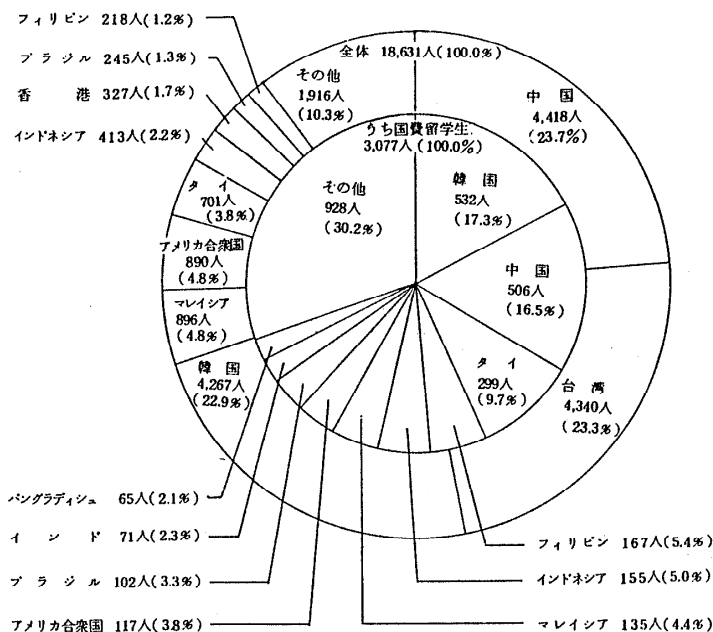 フィリピン 218人(1.2%)
ブラジル 245人(1.3%)
香港 327人(1.7%)
インドネシア 413人(2.2%)
全体 18,631人(100.0%)
その他
1,916人
(10.3%)
中国
4,418人
(23.7%)
台湾
4,340人
(23.3%)
韓国
4,267人
(22.9%)
マレイシア
896人
(4.8%)
アメリカ合衆国
890人
(4.8%)
タイ
701人
(3.8%)
うち国費留学生
3,077人(100.0%)
その他
928人
(30.2%)
韓国
532人
(17.3%)
中国
506人
(16.5%)
タイ
299人
(9.7%)
バングラディシュ 65人(2.1%)
インド 71人(2.3%)
ブラジル 102人(3.3%)
アメリカ合衆国 117人(3.8%)
フィリピン 167人(5.4%)
インドネシア 155人(5.0%)
マレイシア 135人(4.4%)